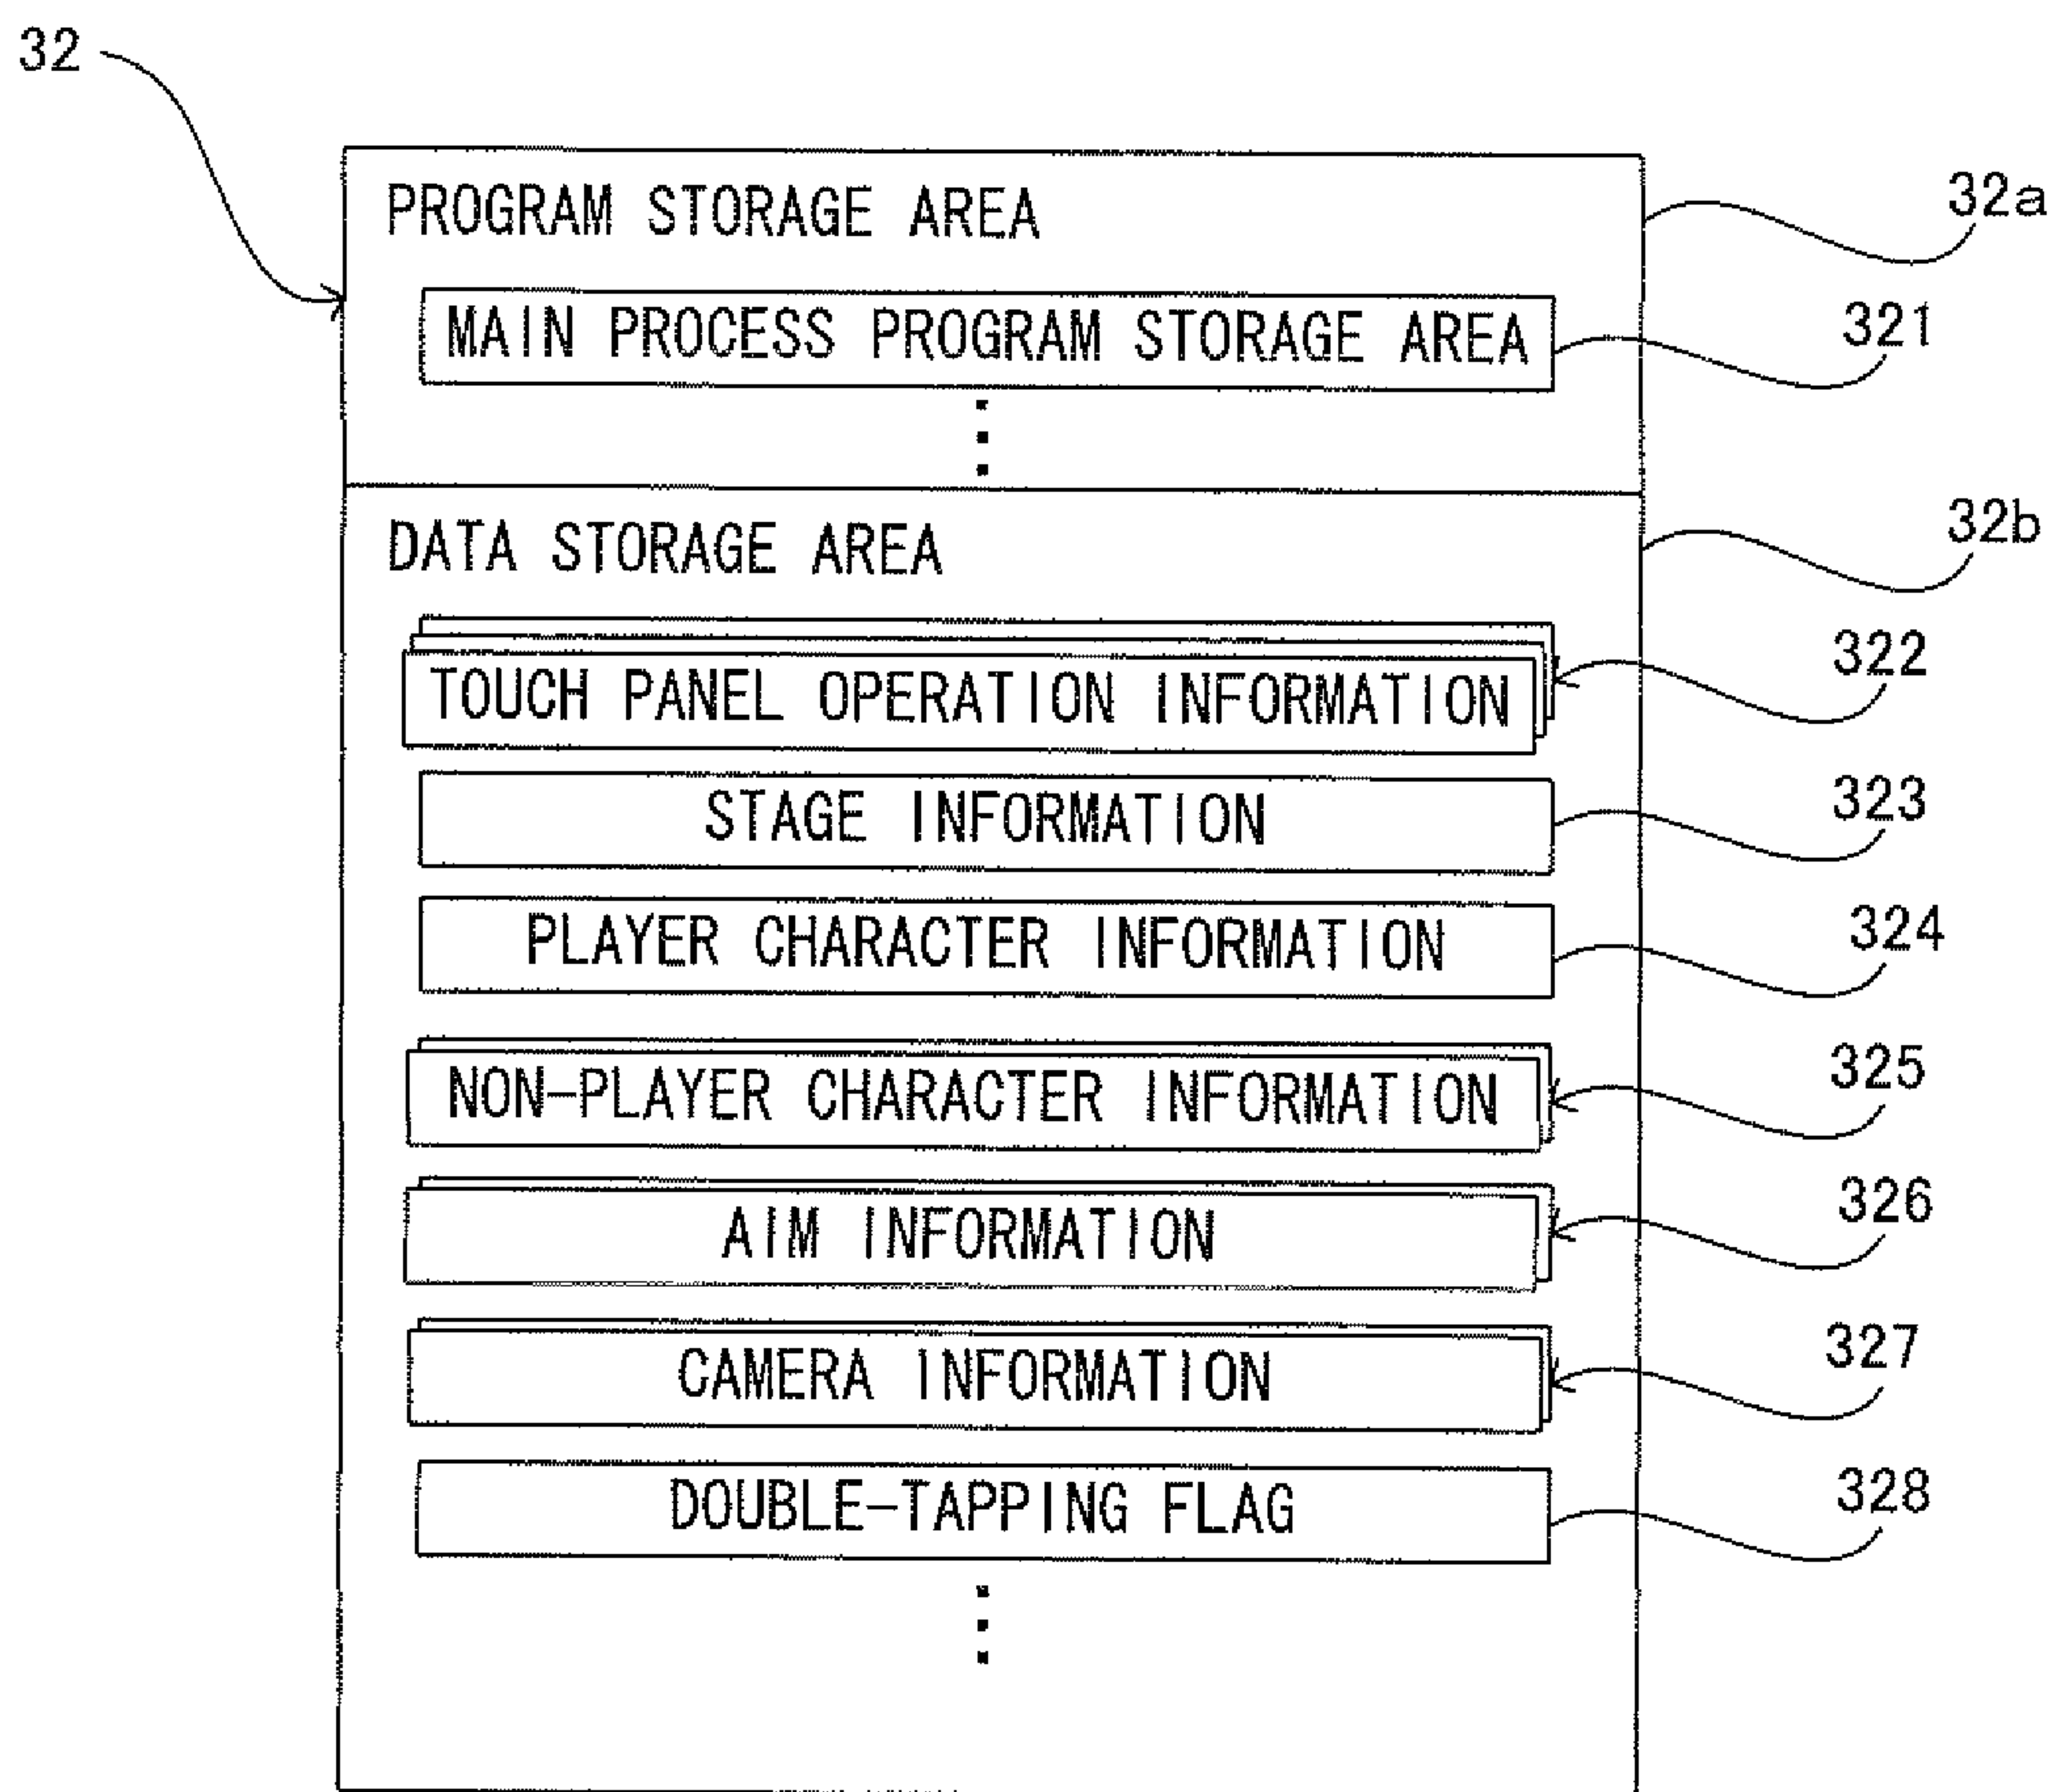 32
PROGRAM STORAGE AREA
32a
MAIN PROCESS PROGRAM STORAGE AREA
321
DATA STORAGE AREA
32b
TOUCH PANEL OPERATION INFORMATION
322
STAGE INFORMATION
323
PLAYER CHARACTER INFORMATION
324
NON-PLAYER CHARACTER INFORMATION
325
AIM INFORMATION
326
CAMERA INFORMATION
327
DOUBLE-TAPPING FLAG
328